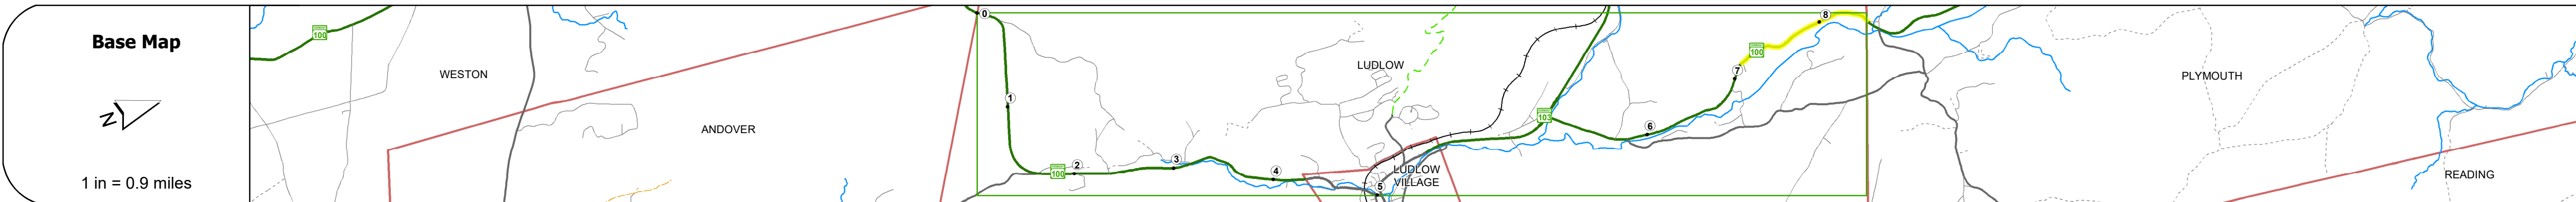 Base Map
N
1 in = 0.9 miles
100
WESTON
ANDOVER
0
1
100
2
3
4
5
LUDLOW
LUDLOW
VILLAGE
103
6
7
100
8
PLYMOUTH
READING